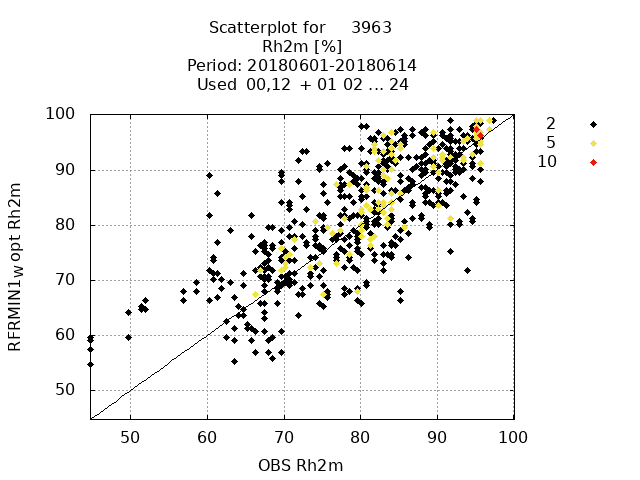 Scatterplot for 3963
Rh2m [%]
Period: 20180601-20180614
Used 00,12 + 01 02 ... 24
100
90
80
70
60
50
50 60 70 80 90 100
RFRMIN1w opt Rh2m
OBS Rh2m
2
5
10